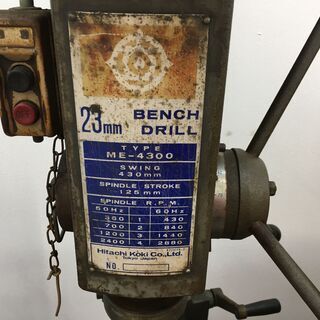 23mm BENCH DRILL
TYPE
ME-4300
SWING
430mm
SPINDLE STROKE
125mm
SPINDLE R.P.M.
50Hz 60Hz
350 1 430
700 2 840
1200 3 1440
2400 4 2880
Hitachi Koki Co., Ltd.
Tokyo Japan
NO.